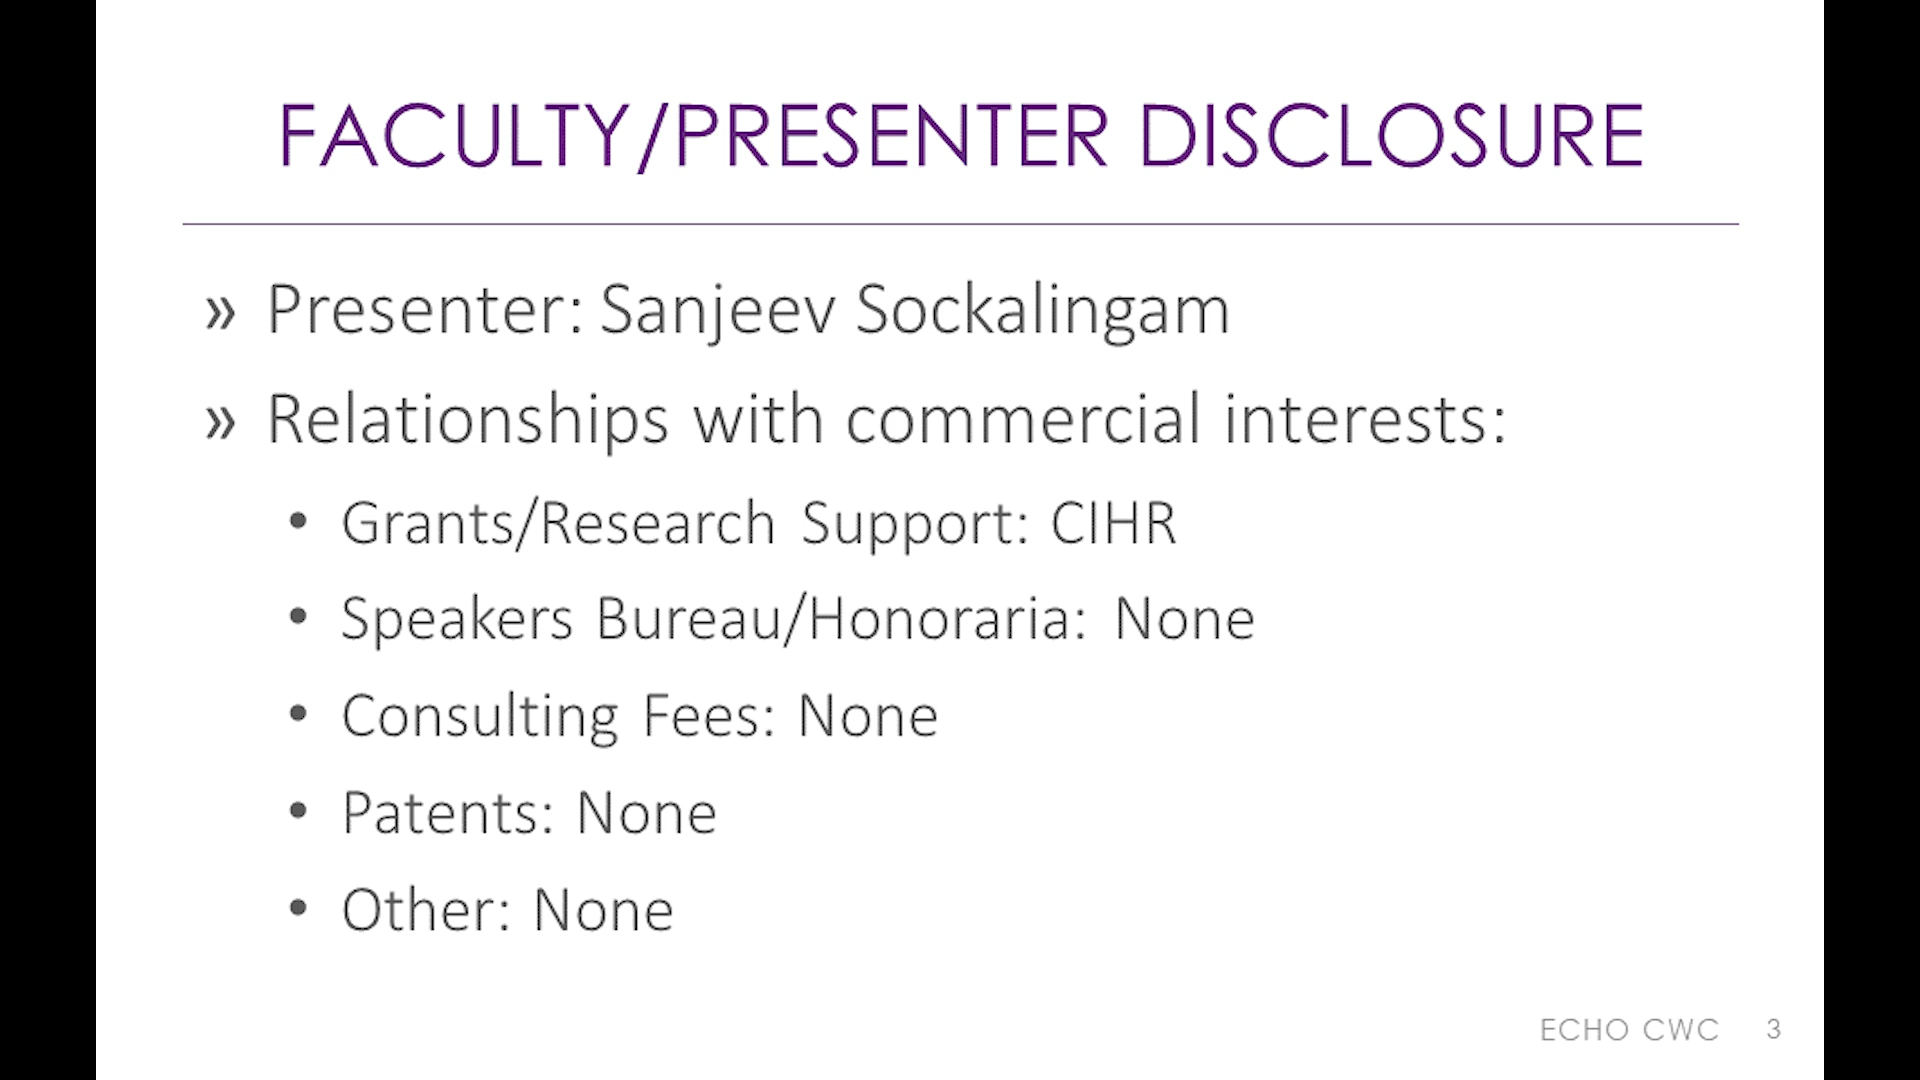 FACULTY/PRESENTER DISCLOSURE
» Presenter: Sanjeev Sockalingam
» Relationships with commercial interests:
• Grants/Research Support: CIHR
• Speakers Bureau/Honoraria: None
• Consulting Fees: None
• Patents: None
• Other: None
ECHO CWC 3